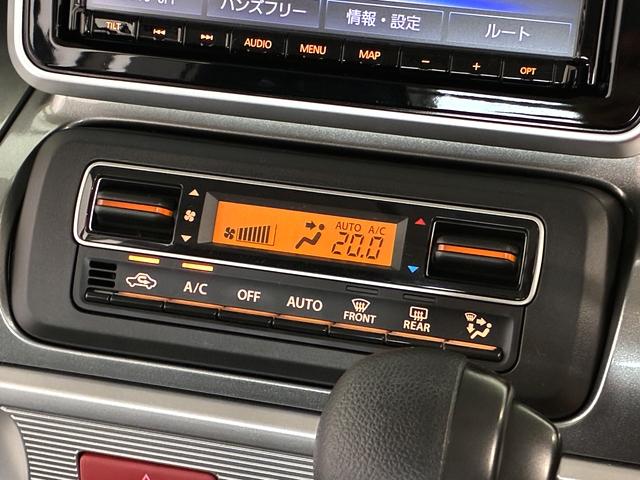 ハンズフリー
情報・設定
ルート
TILT
AUDIO
MENU
MAP
OPT
AUTO A/C
20.0
A/C
OFF
AUTO
FRONT
REAR